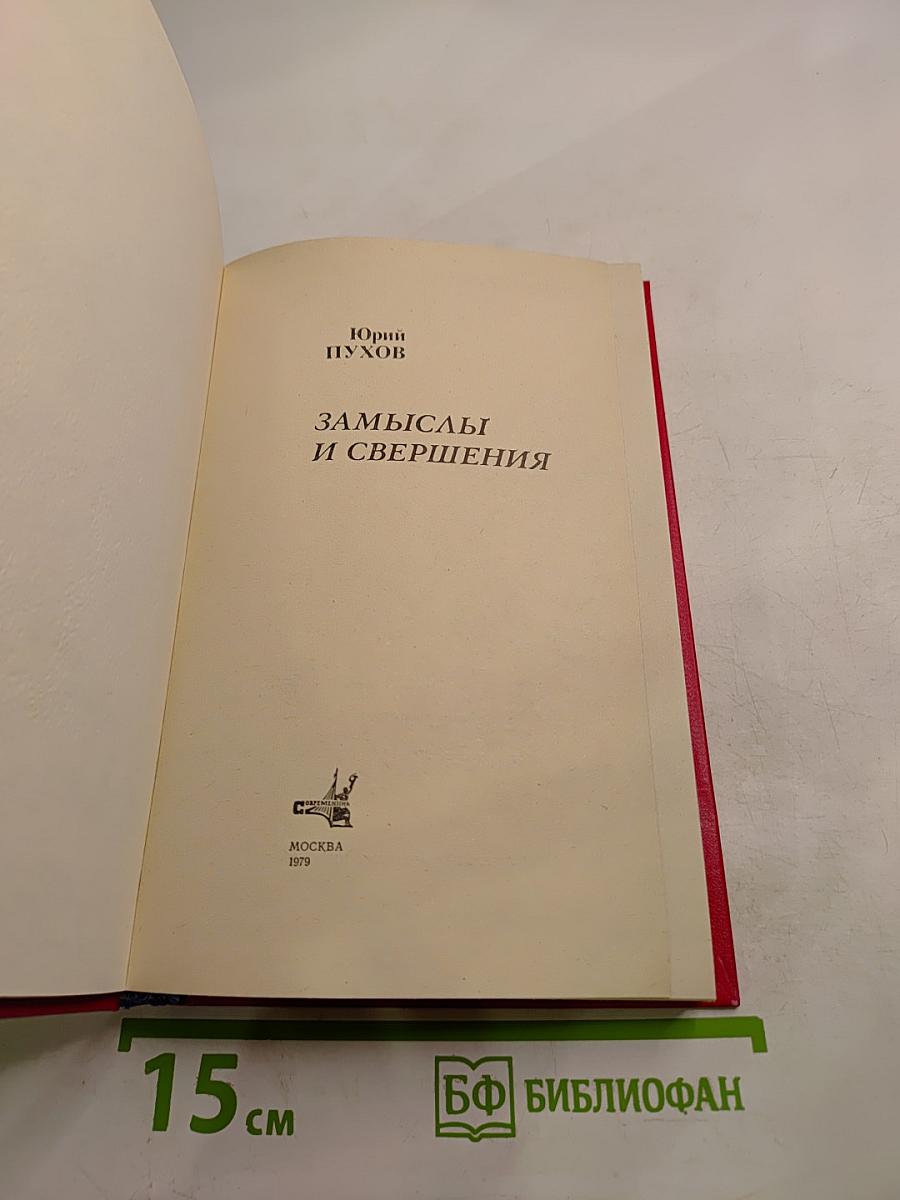 Юрий
ПУХОВ
ЗАМЫСЛЫ
И СВЕРШЕНИЯ
СОВРЕМЕННИК
МОСКВА
1979
15 см
БФ БИБЛИОФАН